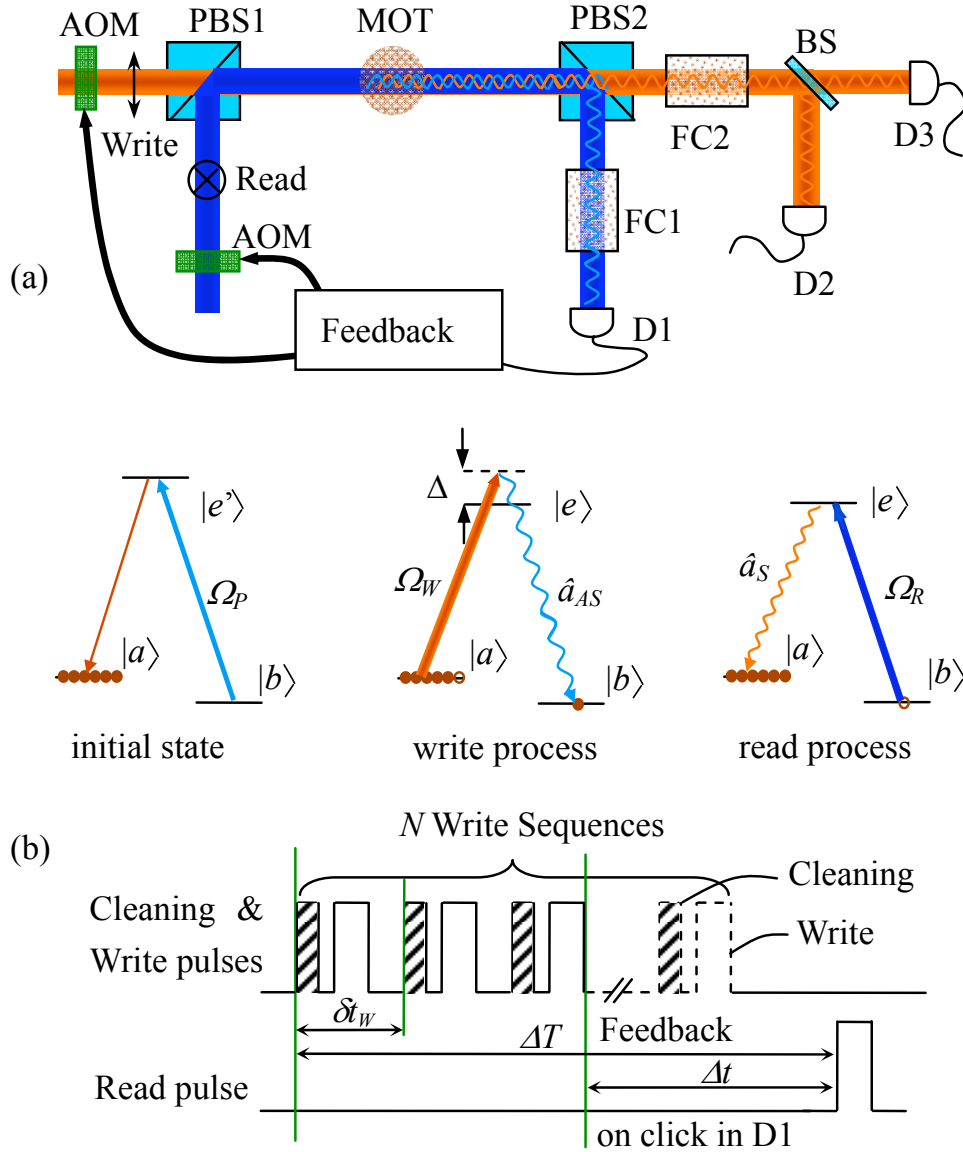 AOM PBS1 MOT PBS2 BS
Write
FC2
D3
Read
AOM
FC1
D2
(a)
Feedback
D1
Δ
|e'⟩ |e⟩ |e⟩
Ω_P Ω_W â_AS â_S Ω_R
|a⟩ |a⟩ |a⟩
|b⟩ |b⟩ |b⟩
initial state write process read process
(b)
N Write Sequences
Cleaning
Cleaning &
Write pulses
Write
δt_W
Feedback
ΔT
Δt
Read pulse
on click in D1